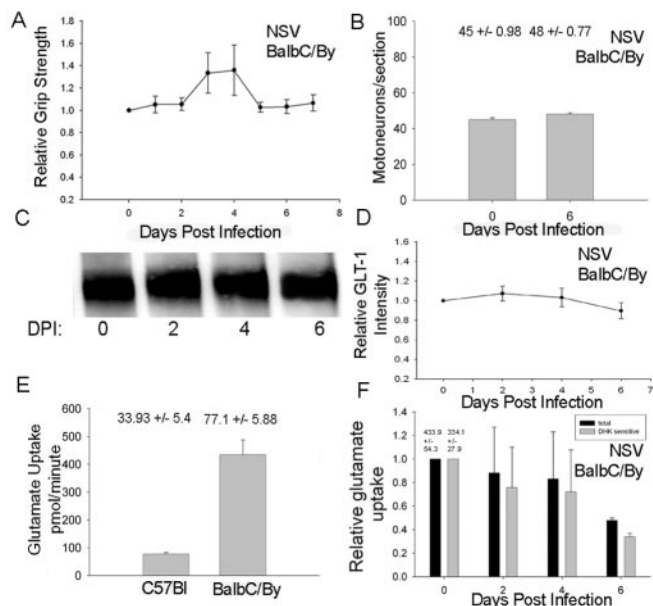 A
NSV
BalbC/By
Relative Grip Strength
1.8
1.6
1.4
1.2
1.0
0.8
0.6
0.4
0.2
0 2 4 6 8
Days Post Infection
B
45 +/- 0.98 48 +/- 0.77
NSV
BalbC/By
Motoneurons/section
100
80
60
40
20
0
0 6
Days Post Infection
C
DPI: 0 2 4 6
D
NSV
BalbC/By
Relative GLT-1
Intensity
1.6
1.4
1.2
1.0
0.8
0.6
0.4
0.2
0 1 2 3 4 5 6 7
Days Post Infection
E
33.93 +/- 5.4 77.1 +/- 5.88
Glutamate Uptake
pmol/minute
600
500
400
300
200
100
0
C57Bl BalbC/By
F
433.9 334.1
+/- +/-
54.3 27.9
total
DHK sensitive
NSV
BalbC/By
Relative glutamate
uptake
1.4
1.2
1.0
0.8
0.6
0.4
0.2
0.0
0 2 4 6
Days Post Infection